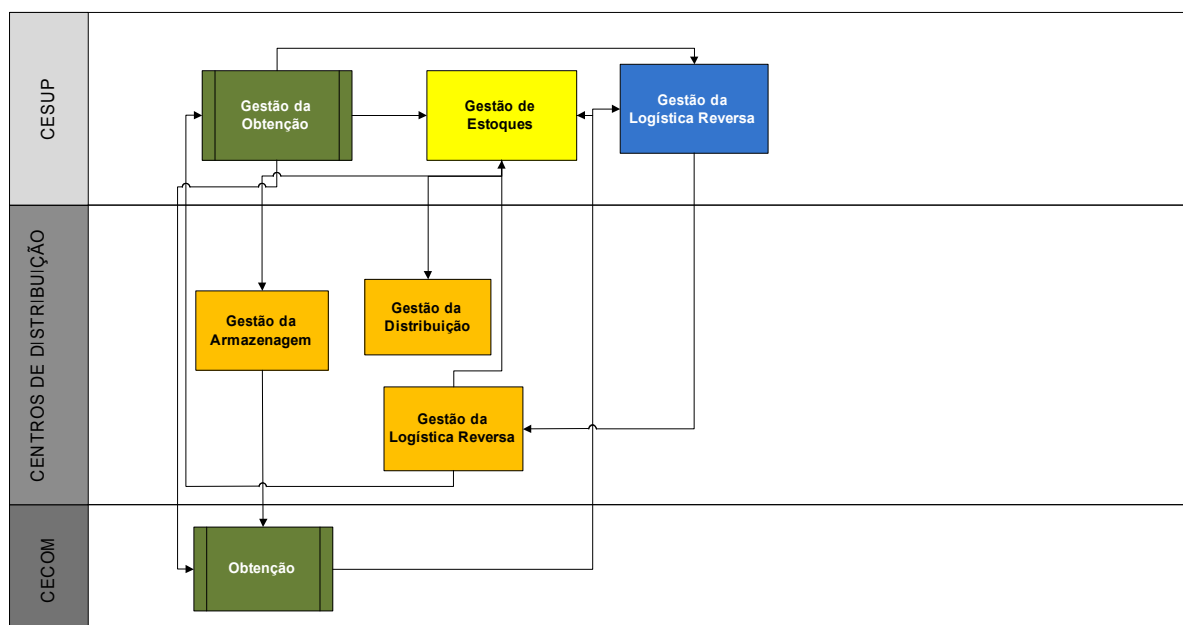 CESUP
Gestão da
Obtenção
Gestão de
Estoques
Gestão da
Logística Reversa
CENTROS DE DISTRIBUIÇÃO
Gestão da
Armazenagem
Gestão da
Distribuição
Gestão da
Logística Reversa
CECOM
Obtenção